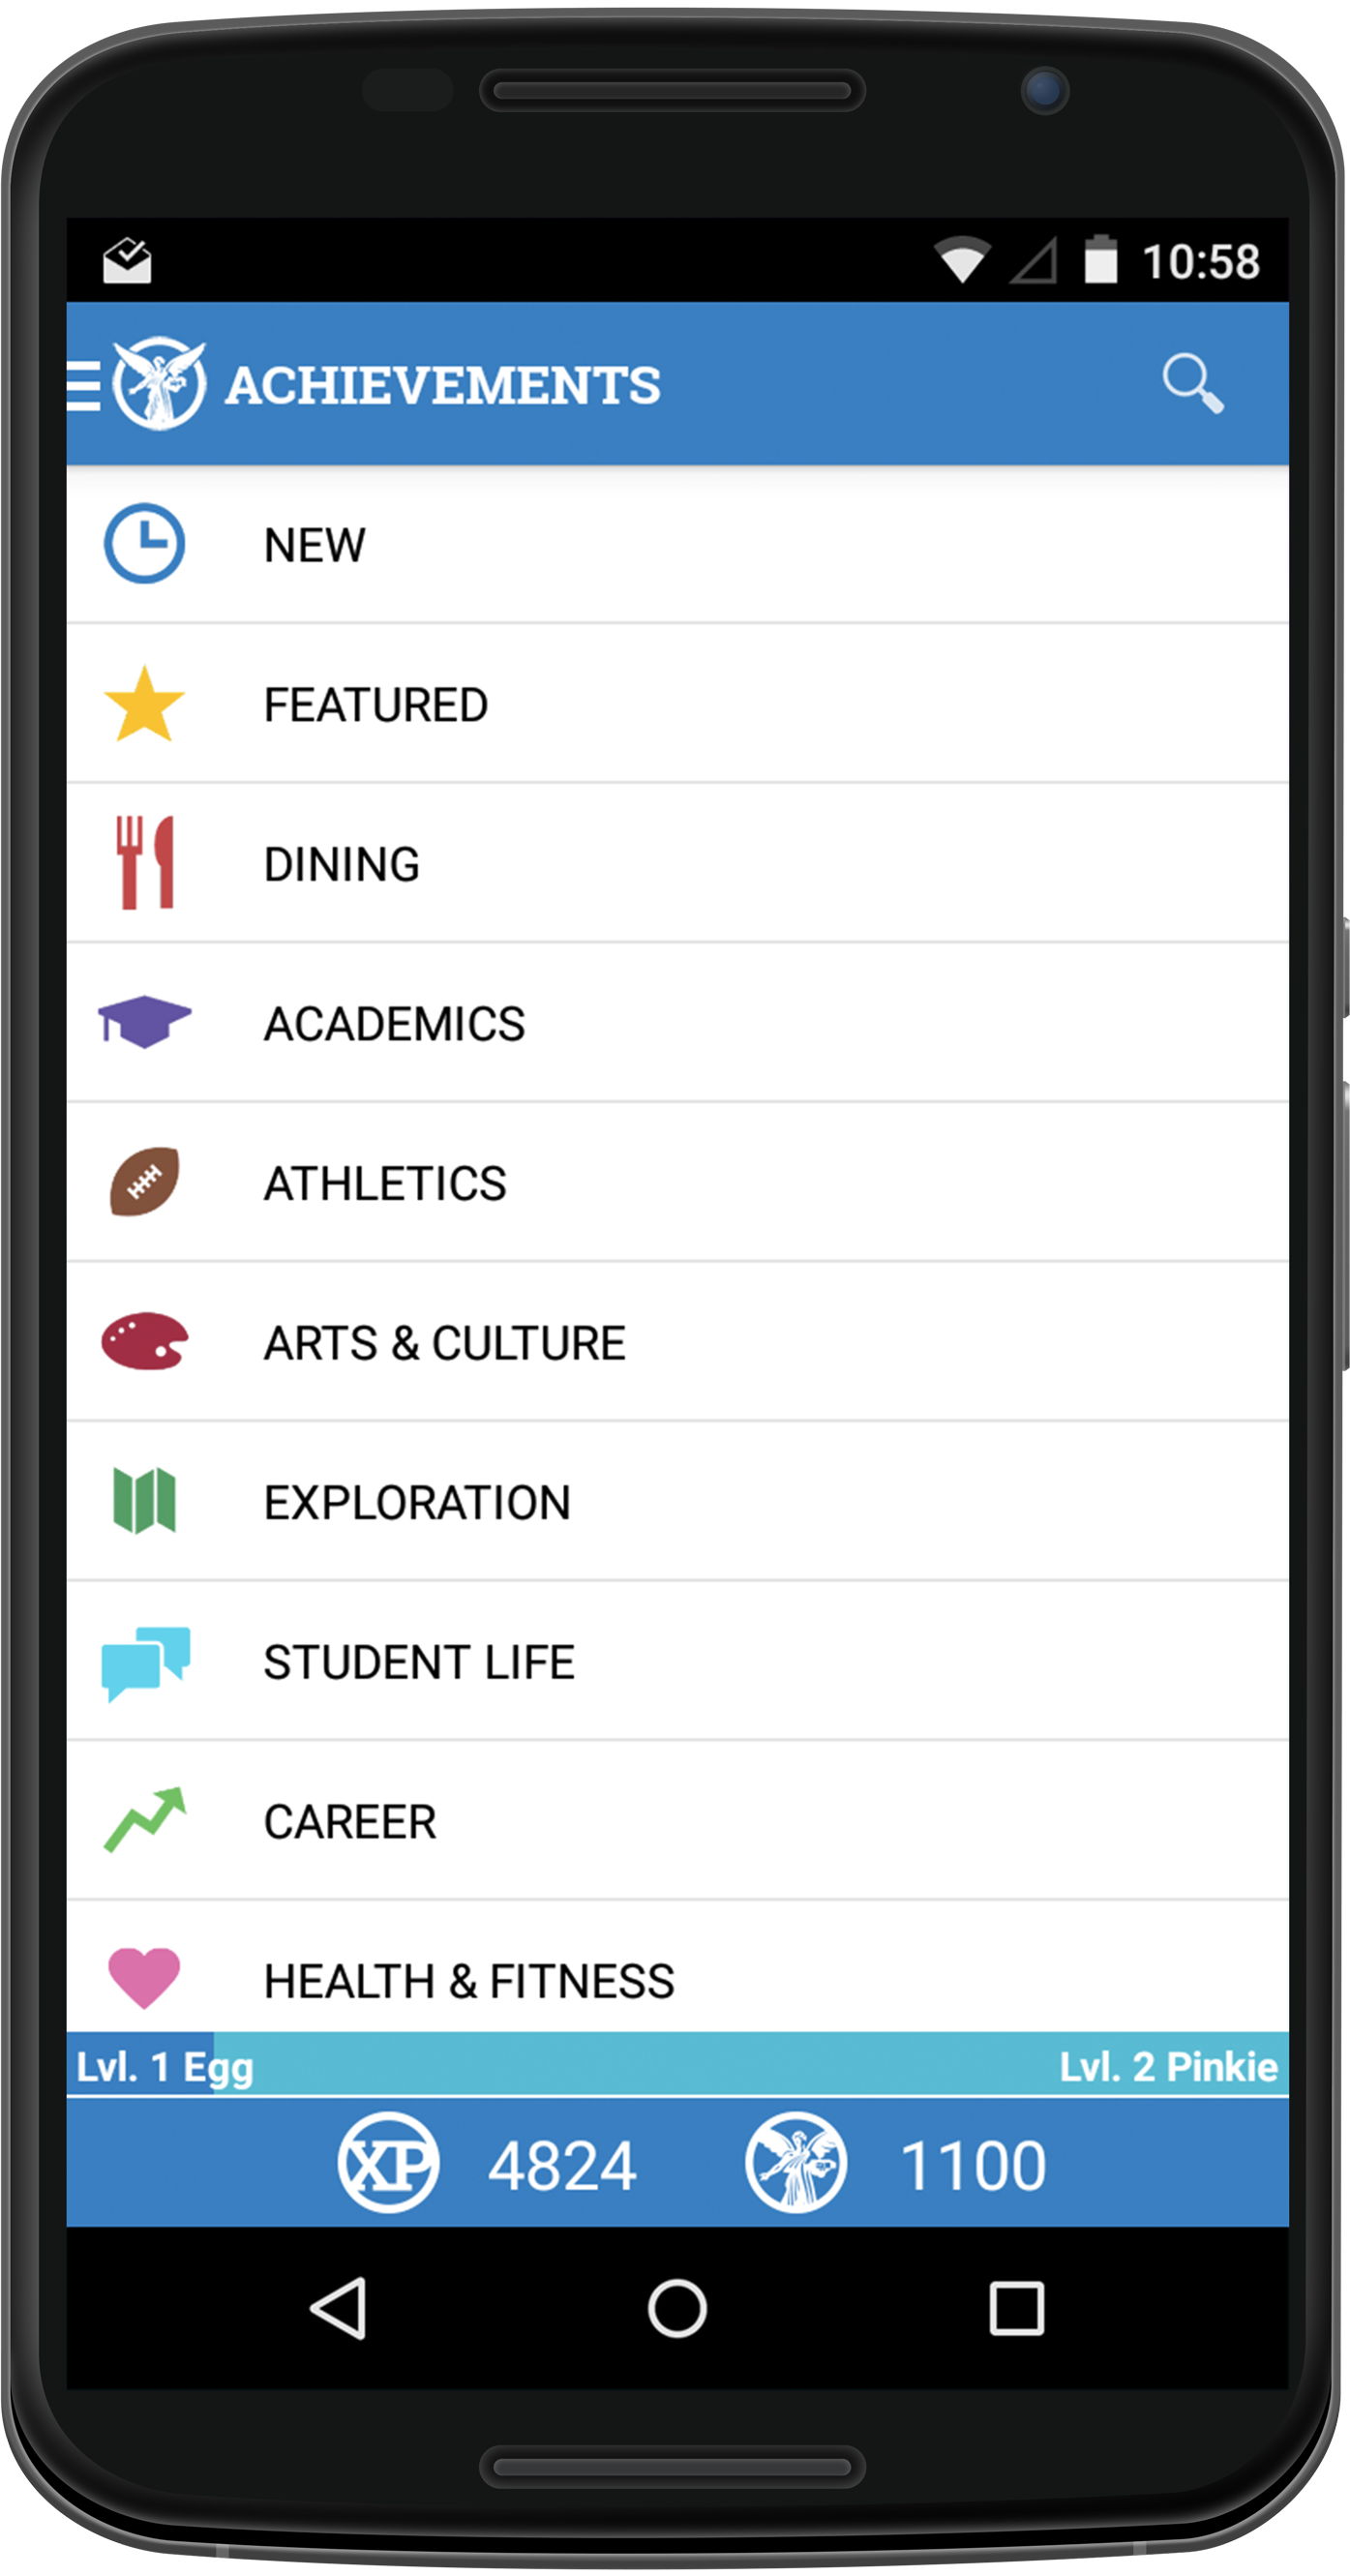 10:58
ACHIEVEMENTS
NEW
FEATURED
DINING
ACADEMICS
ATHLETICS
ARTS & CULTURE
EXPLORATION
STUDENT LIFE
CAREER
HEALTH & FITNESS
Lvl. 1 Egg Lvl. 2 Pinkie
XP 4824 1100